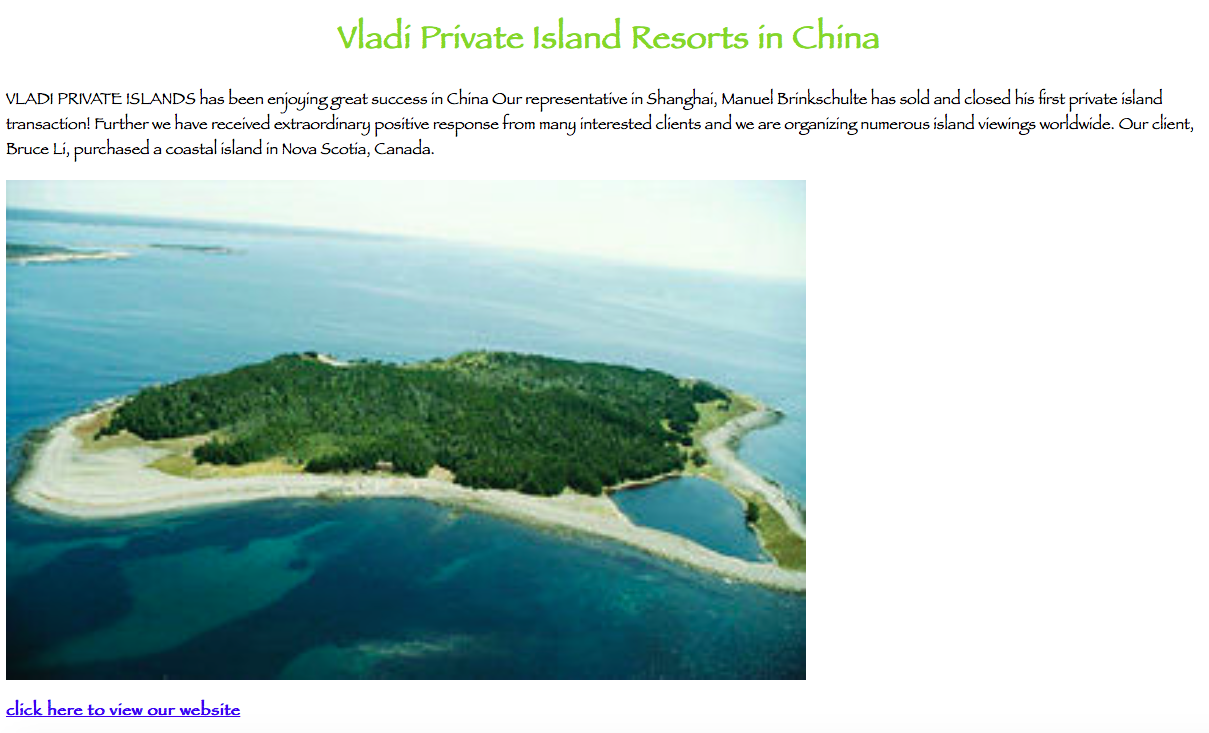 Vladi Private Island Resorts in China
VLADI PRIVATE ISLANDS has been enjoying great success in China Our representative in Shanghai, Manuel Brinkschulte has sold and closed his first private island
transaction! Further we have received extraordinary positive response from many interested clients and we are organizing numerous island viewings worldwide. Our client,
Bruce Li, purchased a coastal island in Nova Scotia, Canada.
click here to view our website